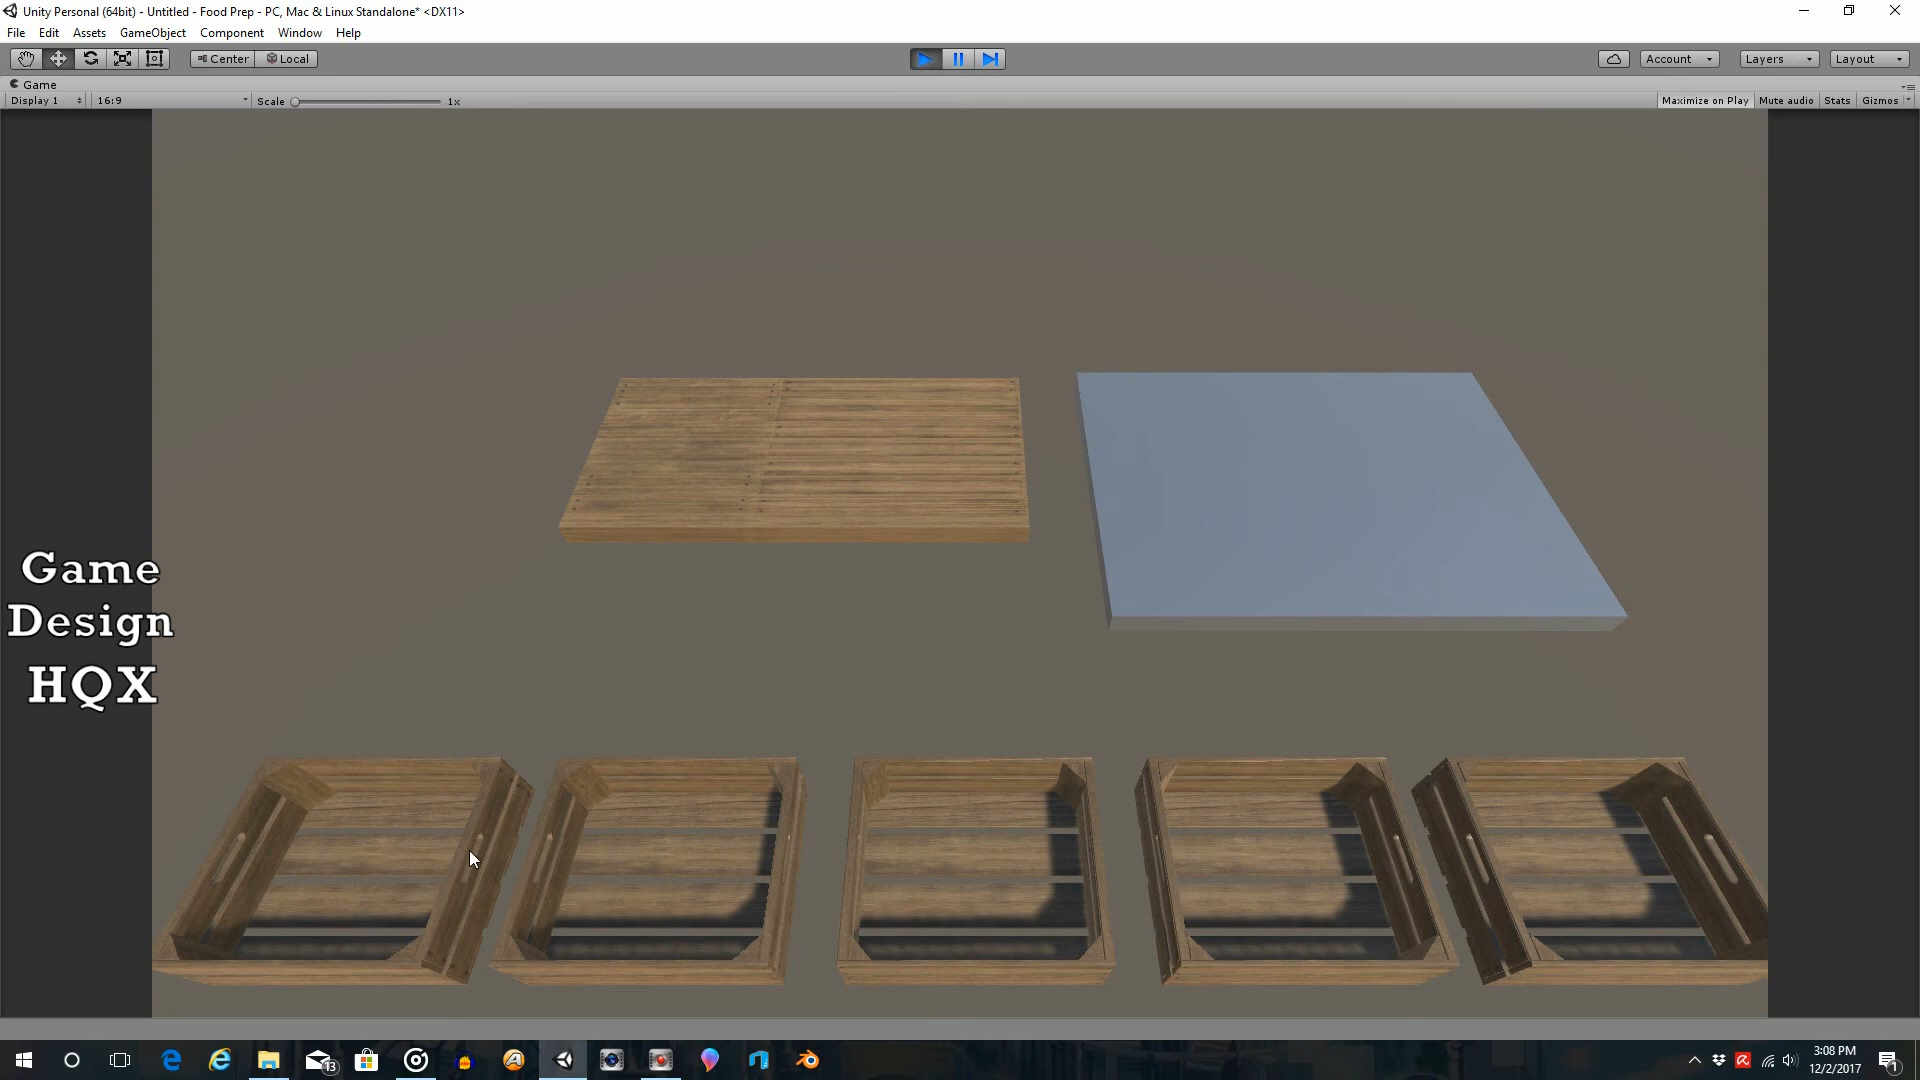 Unity Personal (64bit) - Untitled - Food Prep - PC, Mac & Linux Standalone* <DX11>
File Edit Assets GameObject Component Window Help
Center Local Account Layers Layout
Game
Display 1 16:9 Scale 1x Maximize on Play Mute audio Stats Gizmos
Game
Design
HQX
13
3:08 PM
12/2/2017
1